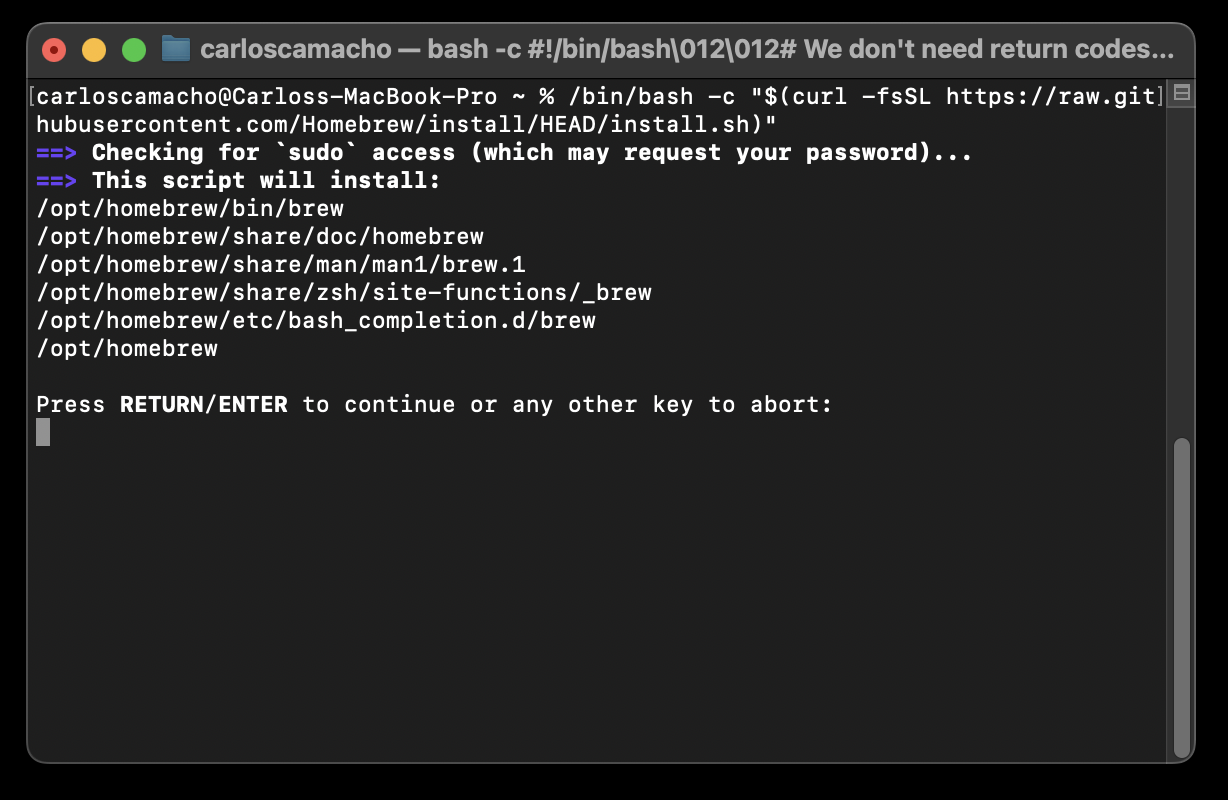 carloscamacho — bash -c #!/bin/bash\012\012# We don't need return codes...
[carloscamacho@Carloss-MacBook-Pro ~ % /bin/bash -c "$(curl -fsSL https://raw.git]
hubusercontent.com/Homebrew/install/HEAD/install.sh)"
==> Checking for `sudo` access (which may request your password)...
==> This script will install:
/opt/homebrew/bin/brew
/opt/homebrew/share/doc/homebrew
/opt/homebrew/share/man/man1/brew.1
/opt/homebrew/share/zsh/site-functions/_brew
/opt/homebrew/etc/bash_completion.d/brew
/opt/homebrew
Press RETURN/ENTER to continue or any other key to abort: